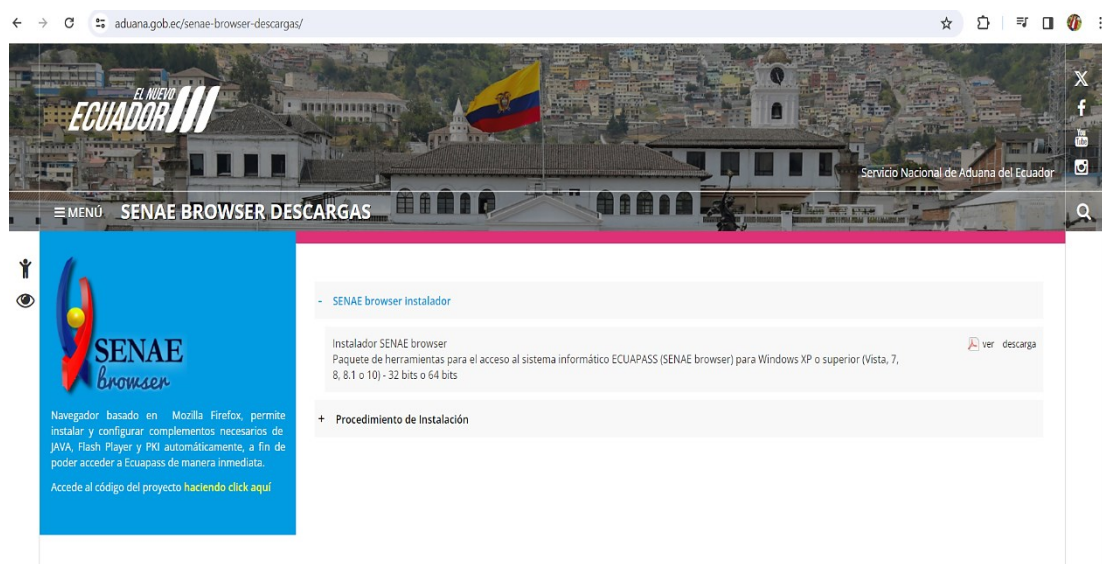 aduana.gob.ec/senae-browser-descargas/
EL NUEVO
ECUADOR
Servicio Nacional de Aduana del Ecuador
MENÚ SENAE BROWSER DESCARGAS
You
Tube
SENAE
browser
Navegador basado en Mozilla Firefox, permite
instalar y configurar complementos necesarios de
JAVA, Flash Player y PKI automáticamente, a fin de
poder acceder a Ecuapass de manera inmediata.
Accede al código del proyecto haciendo click aquí
- SENAE browser instalador
Instalador SENAE browser
ver descarga
Paquete de herramientas para el acceso al sistema informático ECUAPASS (SENAE browser) para Windows XP o superior (Vista, 7,
8, 8.1 o 10) - 32 bits o 64 bits
+ Procedimiento de Instalación